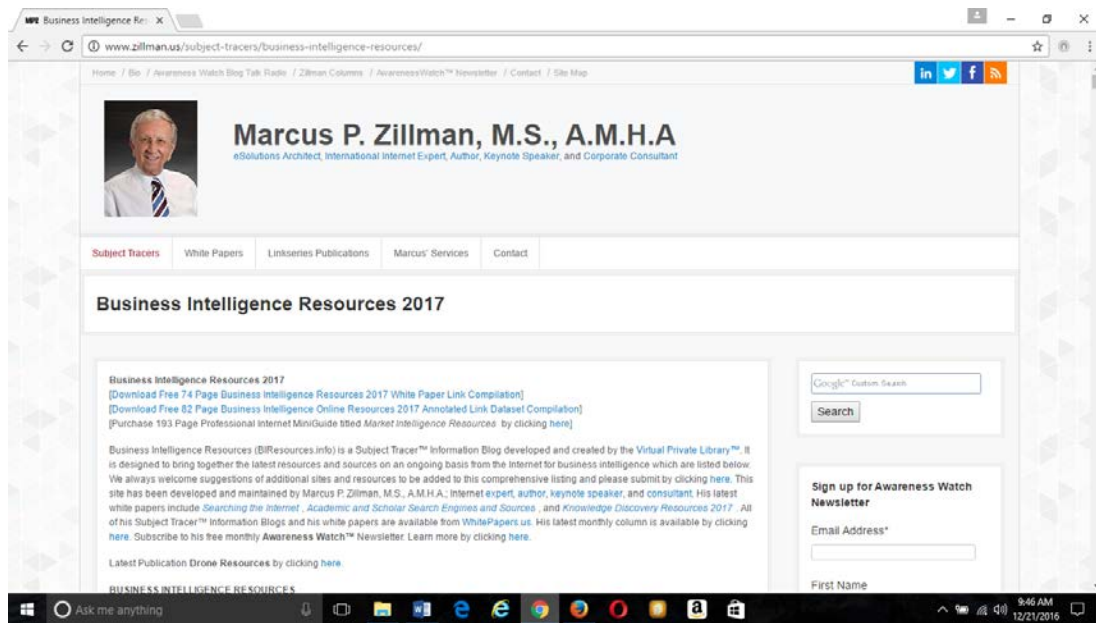 MPZ Business Intelligence Res
www.zillman.us/subject-tracers/business-intelligence-resources/
Home / Bio / Awareness Watch Blog Talk Radio / Zillman Columns / AwarenessWatch™ Newsletter / Contact / Site Map
in f
Marcus P. Zillman, M.S., A.M.H.A
eSolutions Architect, International Internet Expert, Author, Keynote Speaker, and Corporate Consultant
Subject Tracers White Papers Linkseries Publications Marcus' Services Contact
Business Intelligence Resources 2017
Business Intelligence Resources 2017
[Download Free 74 Page Business Intelligence Resources 2017 White Paper Link Compilation]
[Download Free 82 Page Business Intelligence Online Resources 2017 Annotated Link Dataset Compilation]
[Purchase 193 Page Professional Internet MiniGuide titled Market Intelligence Resources by clicking here]
Business Intelligence Resources (BIResources.info) is a Subject Tracer™ Information Blog developed and created by the Virtual Private Library™. It
is designed to bring together the latest resources and sources on an ongoing basis from the Internet for business intelligence which are listed below.
We always welcome suggestions of additional sites and resources to be added to this comprehensive listing and please submit by clicking here. This
site has been developed and maintained by Marcus P. Zillman, M.S., A.M.H.A.; Internet expert, author, keynote speaker, and consultant. His latest
white papers include Searching the Internet , Academic and Scholar Search Engines and Sources , and Knowledge Discovery Resources 2017 . All
of his Subject Tracer™ Information Blogs and his white papers are available from WhitePapers.us. His latest monthly column is available by clicking
here. Subscribe to his free monthly Awareness Watch™ Newsletter. Learn more by clicking here.
Latest Publication Drone Resources by clicking here
BUSINESS INTELLIGENCE RESOURCES
Google™ Custom Search
Search
Sign up for Awareness Watch
Newsletter
Email Address*
First Name
Ask me anything
9:46 AM
12/21/2016